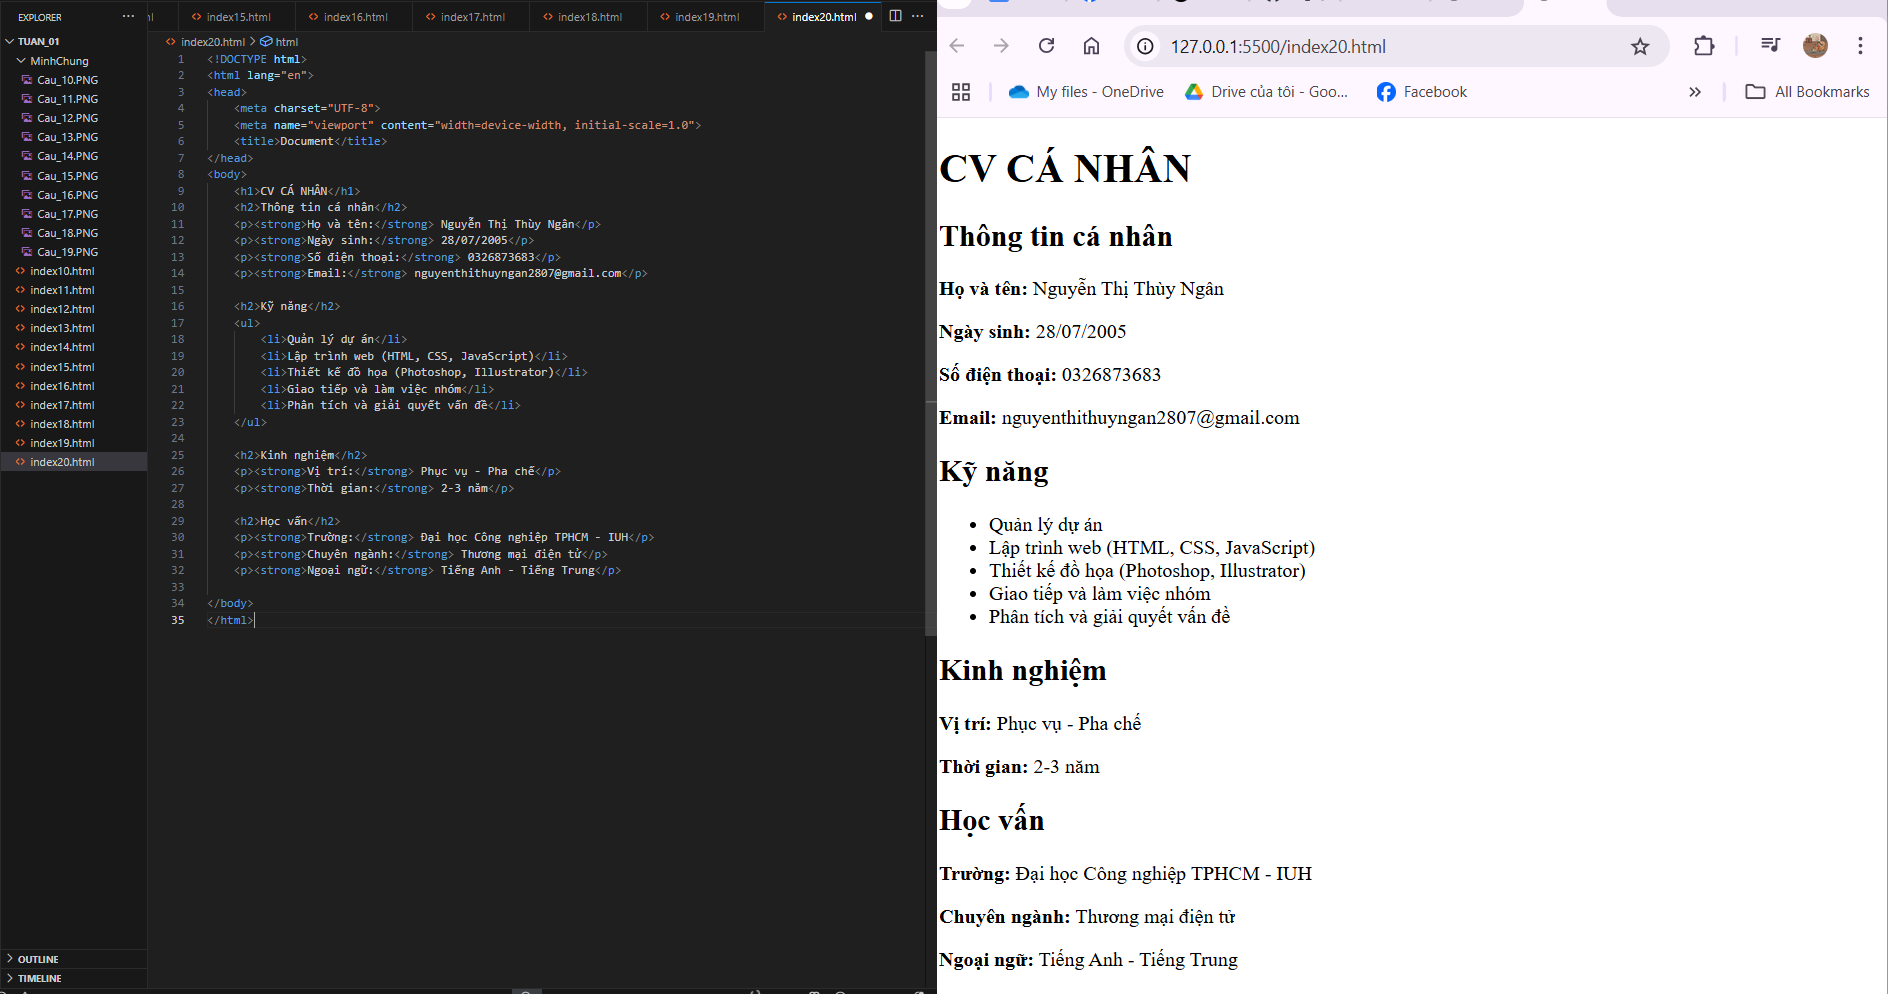 EXPLORER
TUAN_01
MinhChung
Cau_10.PNG
Cau_11.PNG
Cau_12.PNG
Cau_13.PNG
Cau_14.PNG
Cau_15.PNG
Cau_16.PNG
Cau_17.PNG
Cau_18.PNG
Cau_19.PNG
index10.html
index11.html
index12.html
index13.html
index14.html
index15.html
index16.html
index17.html
index18.html
index19.html
index20.html
OUTLINE
TIMELINE
index15.html index16.html index17.html index18.html index19.html index20.html
index20.html > html
1 <!DOCTYPE html>
2 <html lang="en">
3 <head>
4 <meta charset="UTF-8">
5 <meta name="viewport" content="width=device-width, initial-scale=1.0">
6 <title>Document</title>
7 </head>
8 <body>
9 <h1>CV CÁ NHÂN</h1>
10 <h2>Thông tin cá nhân</h2>
11 <p><strong>Họ và tên:</strong> Nguyễn Thị Thùy Ngân</p>
12 <p><strong>Ngày sinh:</strong> 28/07/2005</p>
13 <p><strong>Số điện thoại:</strong> 0326873683</p>
14 <p><strong>Email:</strong> nguyenthithuyngan2807@gmail.com</p>
15
16 <h2>Kỹ năng</h2>
17 <ul>
18 <li>Quản lý dự án</li>
19 <li>Lập trình web (HTML, CSS, JavaScript)</li>
20 <li>Thiết kế đồ họa (Photoshop, Illustrator)</li>
21 <li>Giao tiếp và làm việc nhóm</li>
22 <li>Phân tích và giải quyết vấn đề</li>
23 </ul>
24
25 <h2>Kinh nghiệm</h2>
26 <p><strong>Vị trí:</strong> Phục vụ - Pha chế</p>
27 <p><strong>Thời gian:</strong> 2-3 năm</p>
28
29 <h2>Học vấn</h2>
30 <p><strong>Trường:</strong> Đại học Công nghiệp TPHCM - IUH</p>
31 <p><strong>Chuyên ngành:</strong> Thương mại điện tử</p>
32 <p><strong>Ngoại ngữ:</strong> Tiếng Anh - Tiếng Trung</p>
33
34 </body>
35 </html>
127.0.0.1:5500/index20.html
My files - OneDrive Drive của tôi - Goo... Facebook All Bookmarks
CV CÁ NHÂN
Thông tin cá nhân
Họ và tên: Nguyễn Thị Thùy Ngân
Ngày sinh: 28/07/2005
Số điện thoại: 0326873683
Email: nguyenthithuyngan2807@gmail.com
Kỹ năng
• Quản lý dự án
• Lập trình web (HTML, CSS, JavaScript)
• Thiết kế đồ họa (Photoshop, Illustrator)
• Giao tiếp và làm việc nhóm
• Phân tích và giải quyết vấn đề
Kinh nghiệm
Vị trí: Phục vụ - Pha chế
Thời gian: 2-3 năm
Học vấn
Trường: Đại học Công nghiệp TPHCM - IUH
Chuyên ngành: Thương mại điện tử
Ngoại ngữ: Tiếng Anh - Tiếng Trung